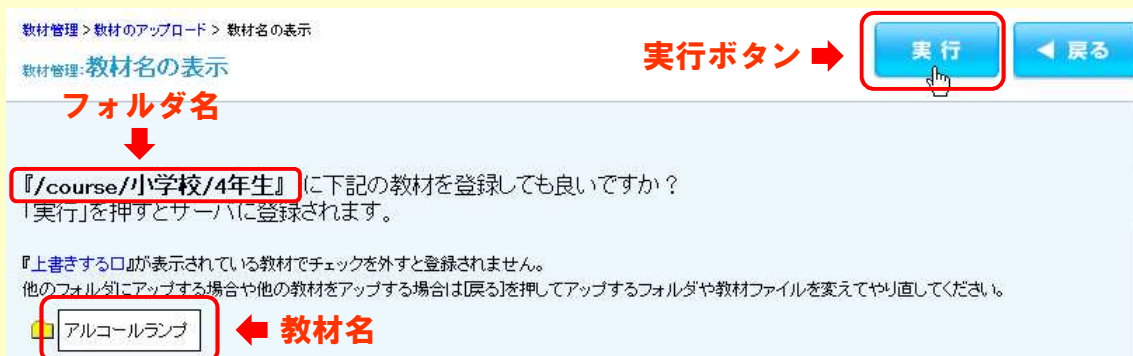 教材管理 > 教材のアップロード > 教材名の表示
教材管理:教材名の表示
実行ボタン
実 行
戻る
フォルダ名
『/course/小学校/4年生』に下記の教材を登録しても良いですか？
「実行」を押すとサーバに登録されます。
『上書きする□』が表示されている教材でチェックを外すと登録されません。
他のフォルダにアップする場合や他の教材をアップする場合は[戻る]を押してアップするフォルダや教材ファイルを変えてやり直してください。
アルコールランプ
教材名